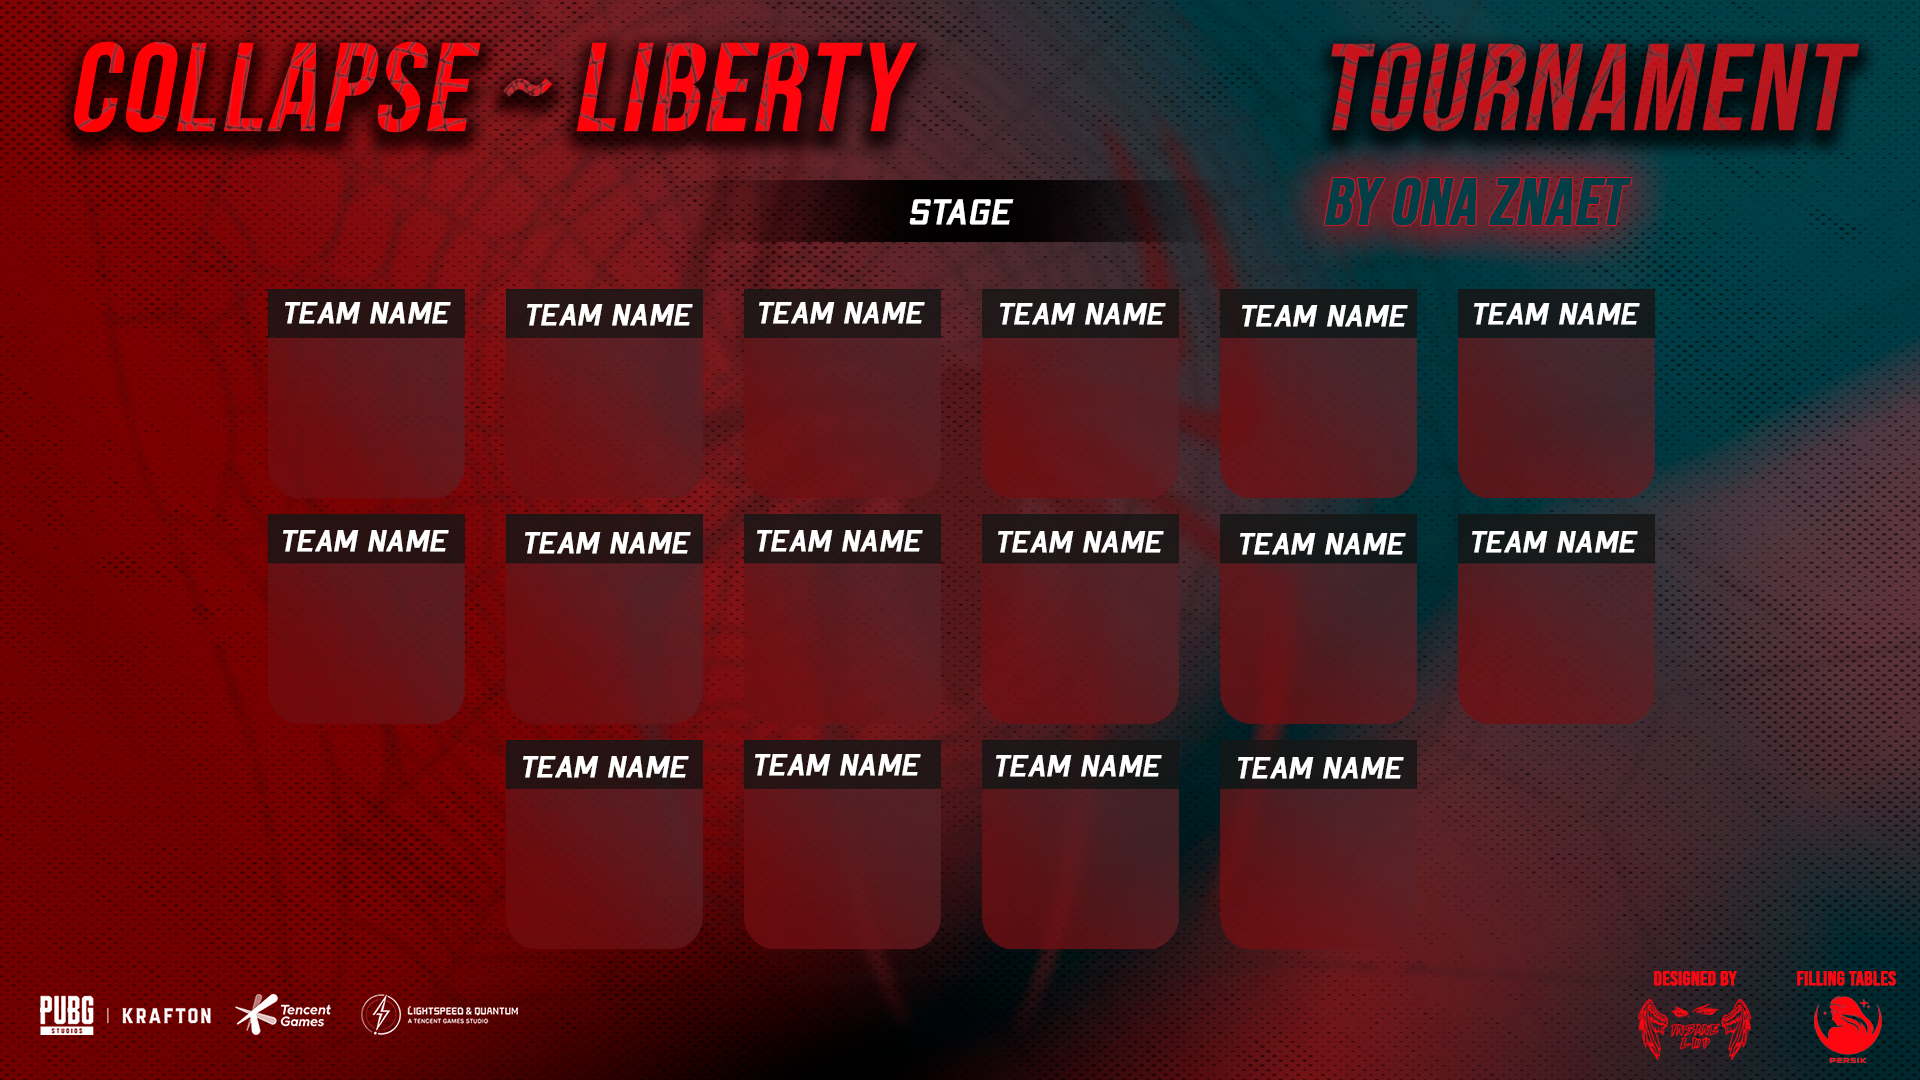 COLLAPSE ~ LIBERTY
TOURNAMENT
BY ONA ZNAET
STAGE
TEAM NAME TEAM NAME TEAM NAME TEAM NAME TEAM NAME TEAM NAME
TEAM NAME TEAM NAME TEAM NAME TEAM NAME TEAM NAME TEAM NAME
TEAM NAME TEAM NAME TEAM NAME TEAM NAME
DESIGNED BY
FILLING TABLES
PUBG
STUDIOS
KRAFTON
Tencent
Games
LIGHTSPEED & QUANTUM
A TENCENT GAMES STUDIO
INSANE
PERSIK